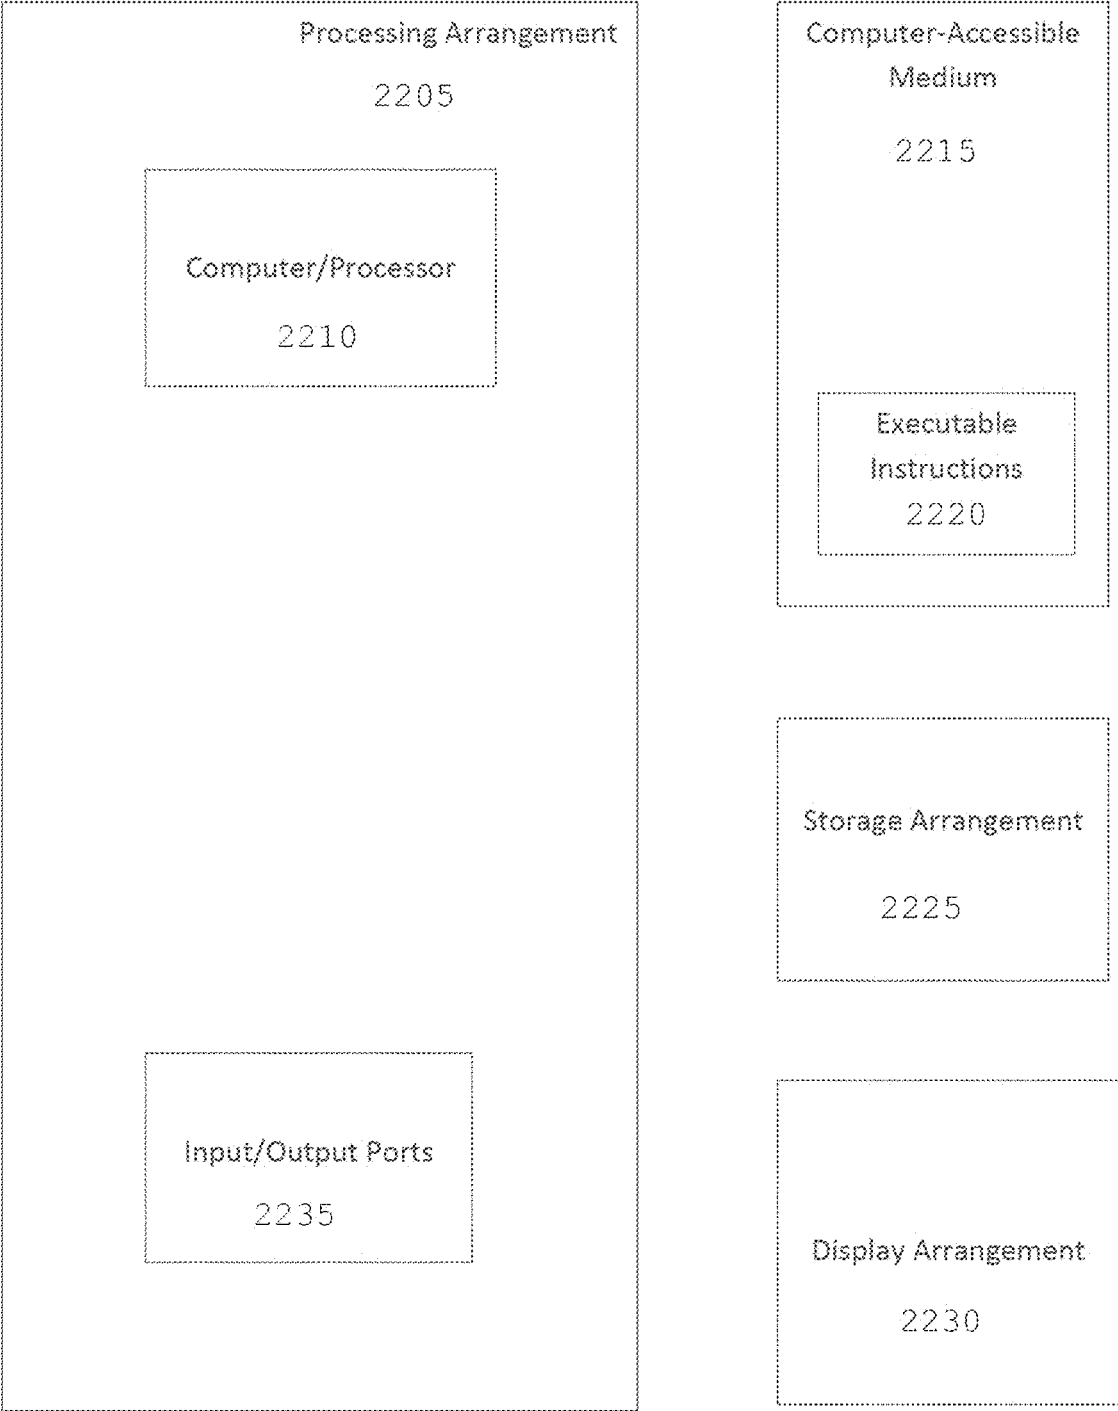 Processing Arrangement
2205
Computer/Processor
2210
Input/Output Ports
2235
Computer-Accessible
Medium
2215
Executable
Instructions
2220
Storage Arrangement
2225
Display Arrangement
2230